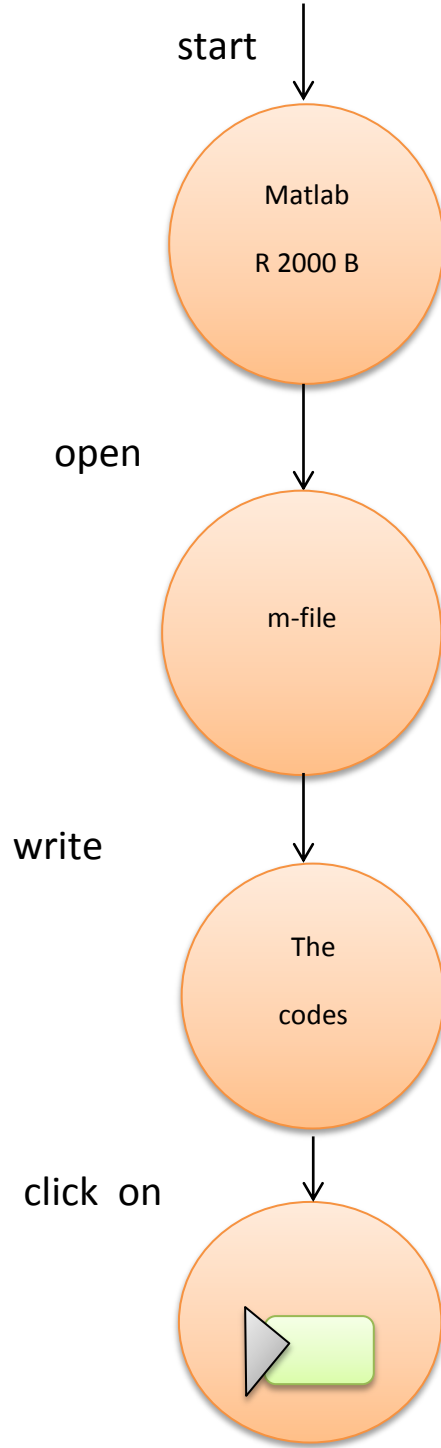 start
Matlab
R 2000 B
open
m-file
write
The
codes
click on